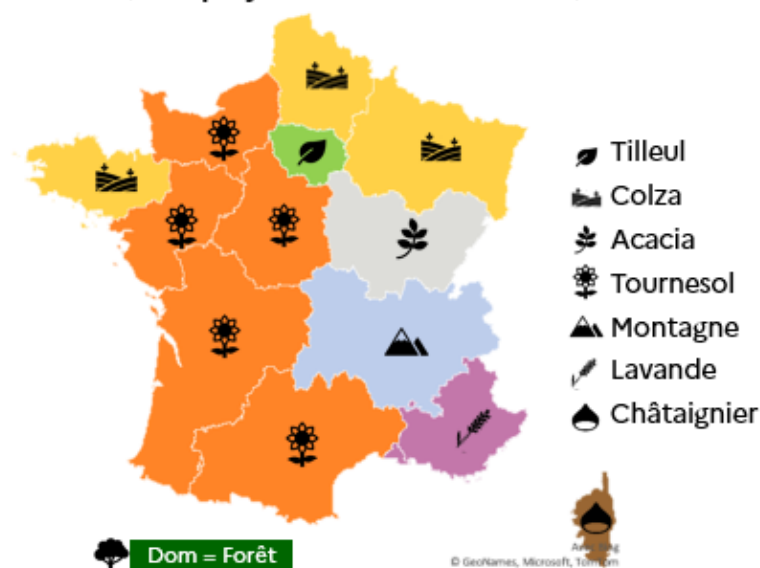 Tilleul
Colza
Acacia
Tournesol
Montagne
Lavande
Châtaignier
Dom = Forêt
© GeoNames, Microsoft, TomTom